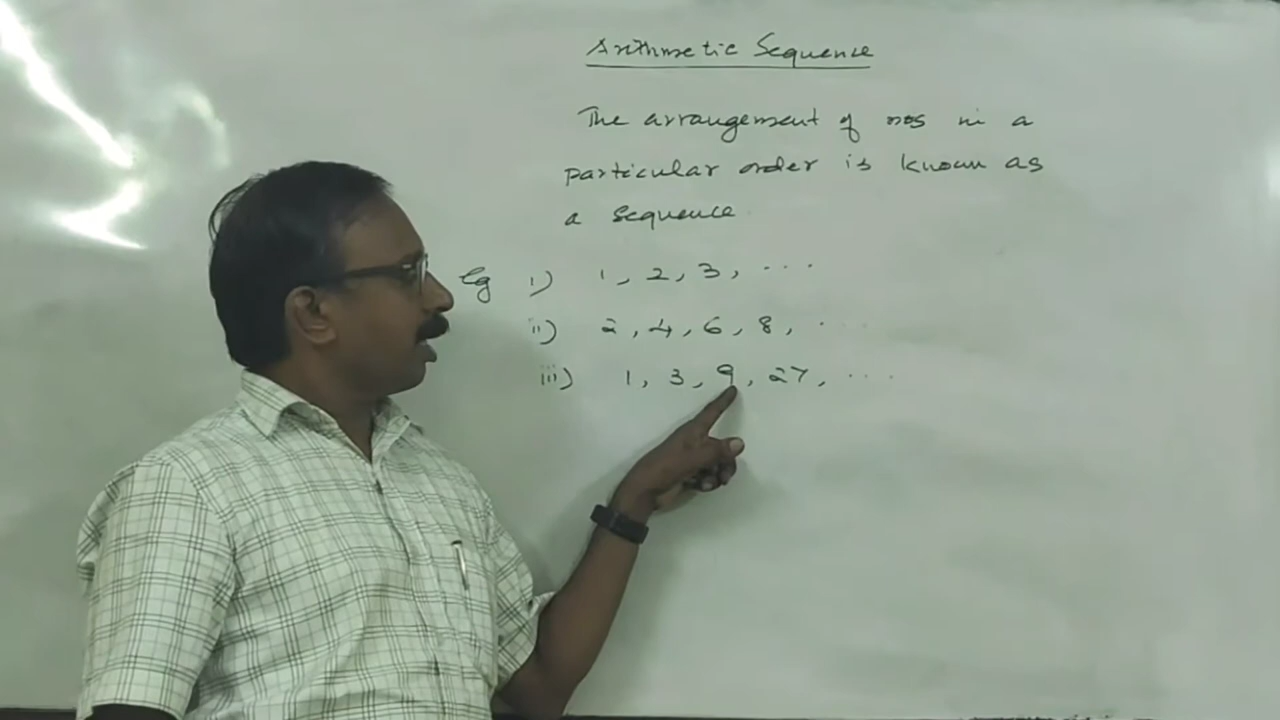 Arithmetic Sequence
The arrangement of nos in a
particular order is known as
a sequence
Eg i) 1, 2, 3, ...
ii) 2, 4, 6, 8, ...
iii) 1, 3, 9, 27, ....